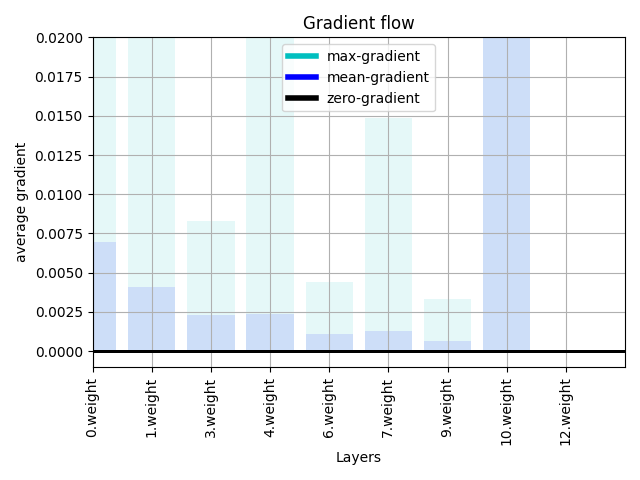 Gradient flow
max-gradient
mean-gradient
zero-gradient
average gradient
0.0200
0.0175
0.0150
0.0125
0.0100
0.0075
0.0050
0.0025
0.0000
0.weight
1.weight
3.weight
4.weight
6.weight
7.weight
9.weight
10.weight
12.weight
Layers